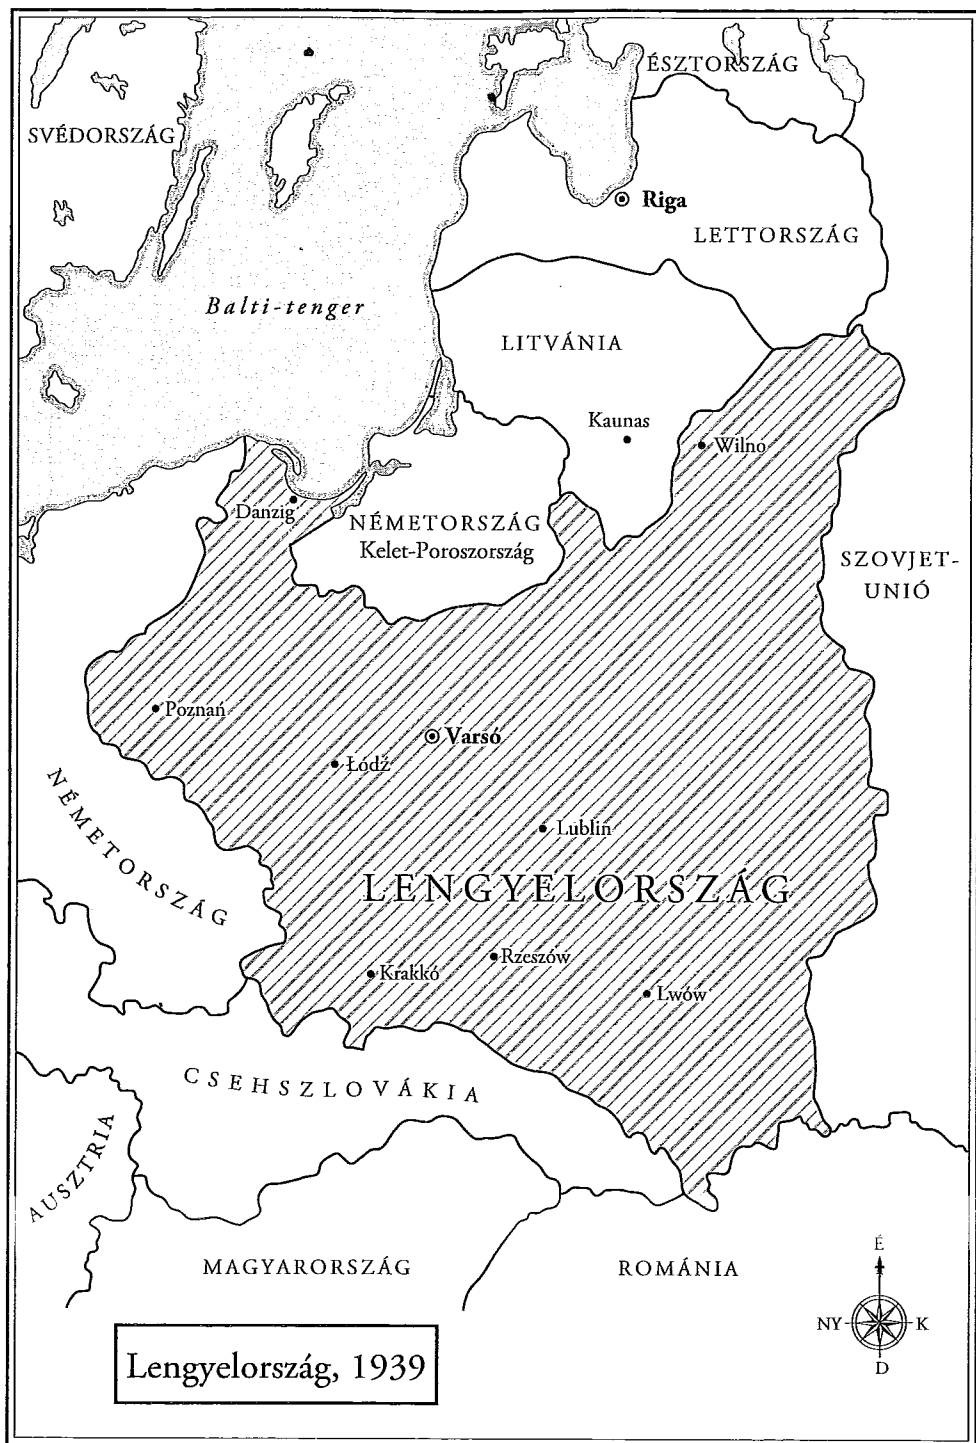 ÉSZTORSZÁG
SVÉDORSZÁG
Riga
LETTORSZÁG
Balti-tenger
LITVÁNIA
Kaunas
Wilno
Danzig
NÉMETORSZÁG
Kelet-Poroszország
SZOVJET-
UNIÓ
Poznań
Varsó
Łódź
NÉMETORSZÁG
Lublin
LENGYELORSZÁG
Rzeszów
Krakkó
Lwów
CSEHSZLOVÁKIA
AUSZTRIA
MAGYARORSZÁG
ROMÁNIA
É
NY
K
D
Lengyelország, 1939